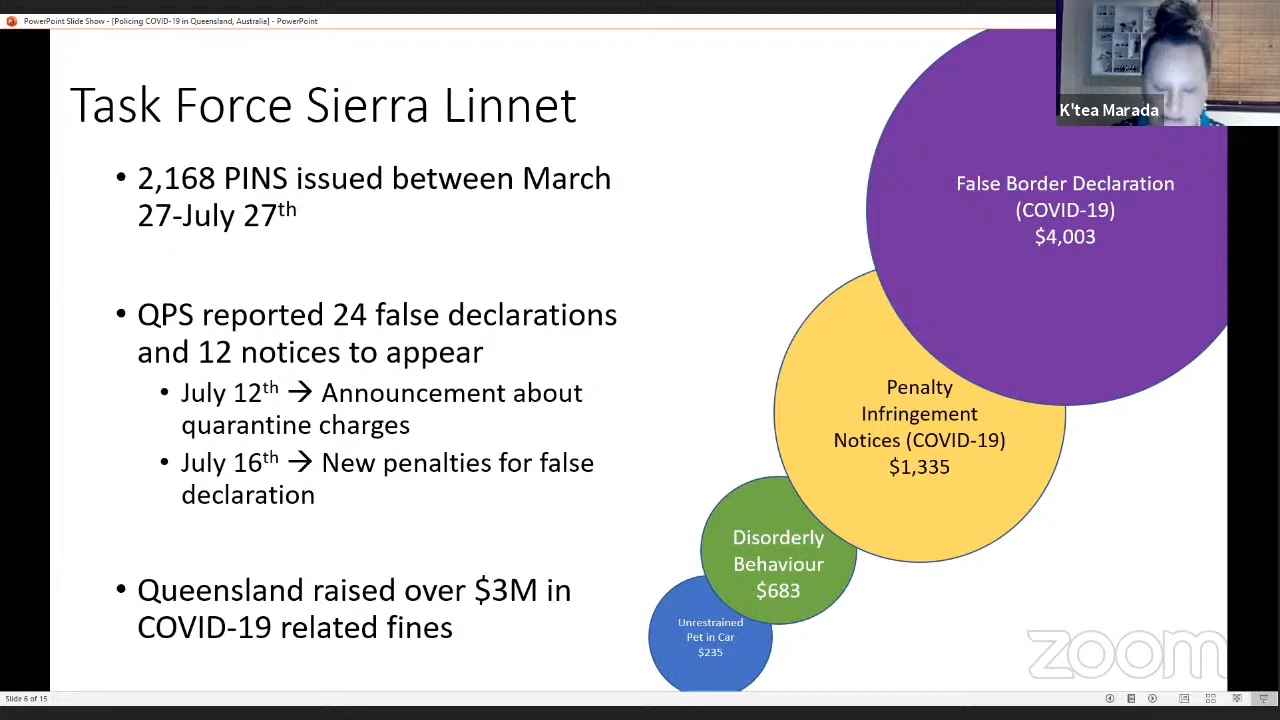 PowerPoint Slide Show - [Policing COVID-19 in Queensland, Australia] - PowerPoint
K'tea Marada
Task Force Sierra Linnet
• 2,168 PINS issued between March
27-July 27th
• QPS reported 24 false declarations
and 12 notices to appear
• July 12th → Announcement about
quarantine charges
• July 16th → New penalties for false
declaration
• Queensland raised over $3M in
COVID-19 related fines
False Border Declaration
(COVID-19)
$4,003
Penalty
Infringement
Notices (COVID-19)
$1,335
Disorderly
Behaviour
$683
Unrestrained
Pet in Car
$235
zoom
Slide 6 of 15